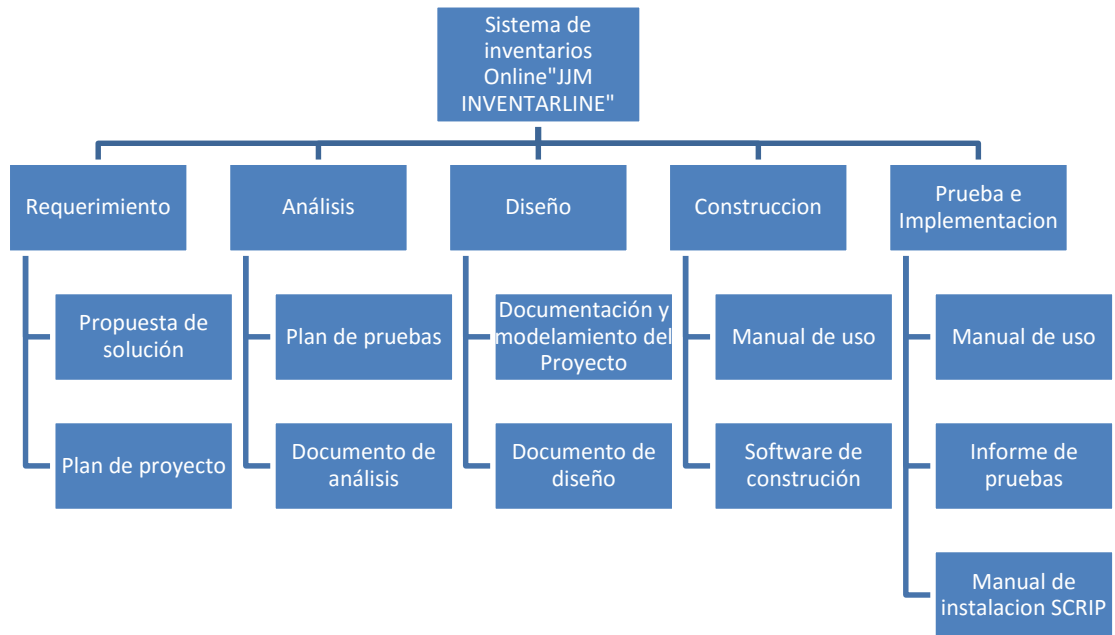 Sistema de
inventarios
Online"JJM
INVENTARLINE"
Requerimiento
Análisis
Diseño
Construccion
Prueba e
Implementacion
Propuesta de
solución
Plan de pruebas
Documentación y
modelamiento del
Proyecto
Manual de uso
Manual de uso
Plan de proyecto
Documento de
análisis
Documento de
diseño
Software de
construción
Informe de
pruebas
Manual de
instalacion SCRIP